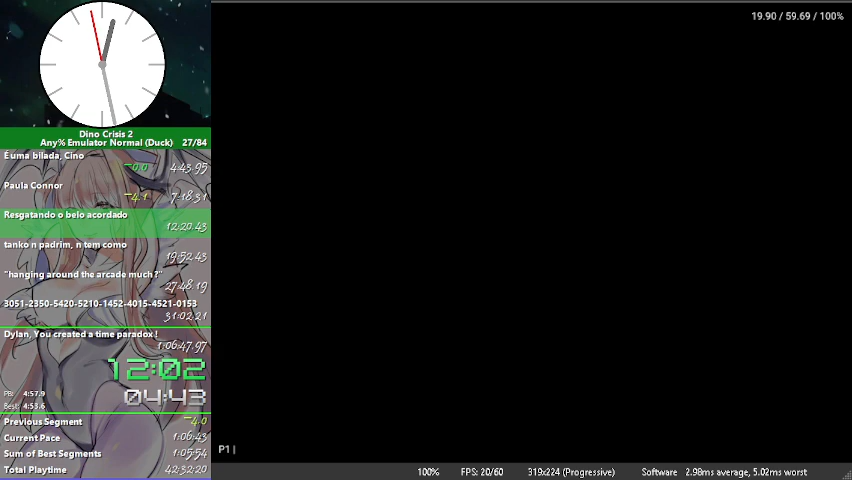 19.90 / 59.69 / 100%
Dino Crisis 2
Any% Emulator Normal (Duck) 27/84
É uma bilada, Cino
−0.0 4:43.95
Paula Connor
−4.1 7:18.31
Resgatando o belo acordado
12:20.43
tanko n padrim, n tem como
19:52.43
"hanging around the arcade much?"
27:48.19
3051-2350-5420-5210-1452-4015-4521-0153
31:02.21
Dylan, You created a time paradox!
1:06:47.97
12:02
04:43
PB: 4:57.9
Best: 4:53.6
Previous Segment −4.0
Current Pace 1:06:43
Sum of Best Segments 1:05:54
Total Playtime 42:32:20
P1 |
100% FPS: 20/60 319x224 (Progressive) Software 2.98ms average, 5.02ms worst